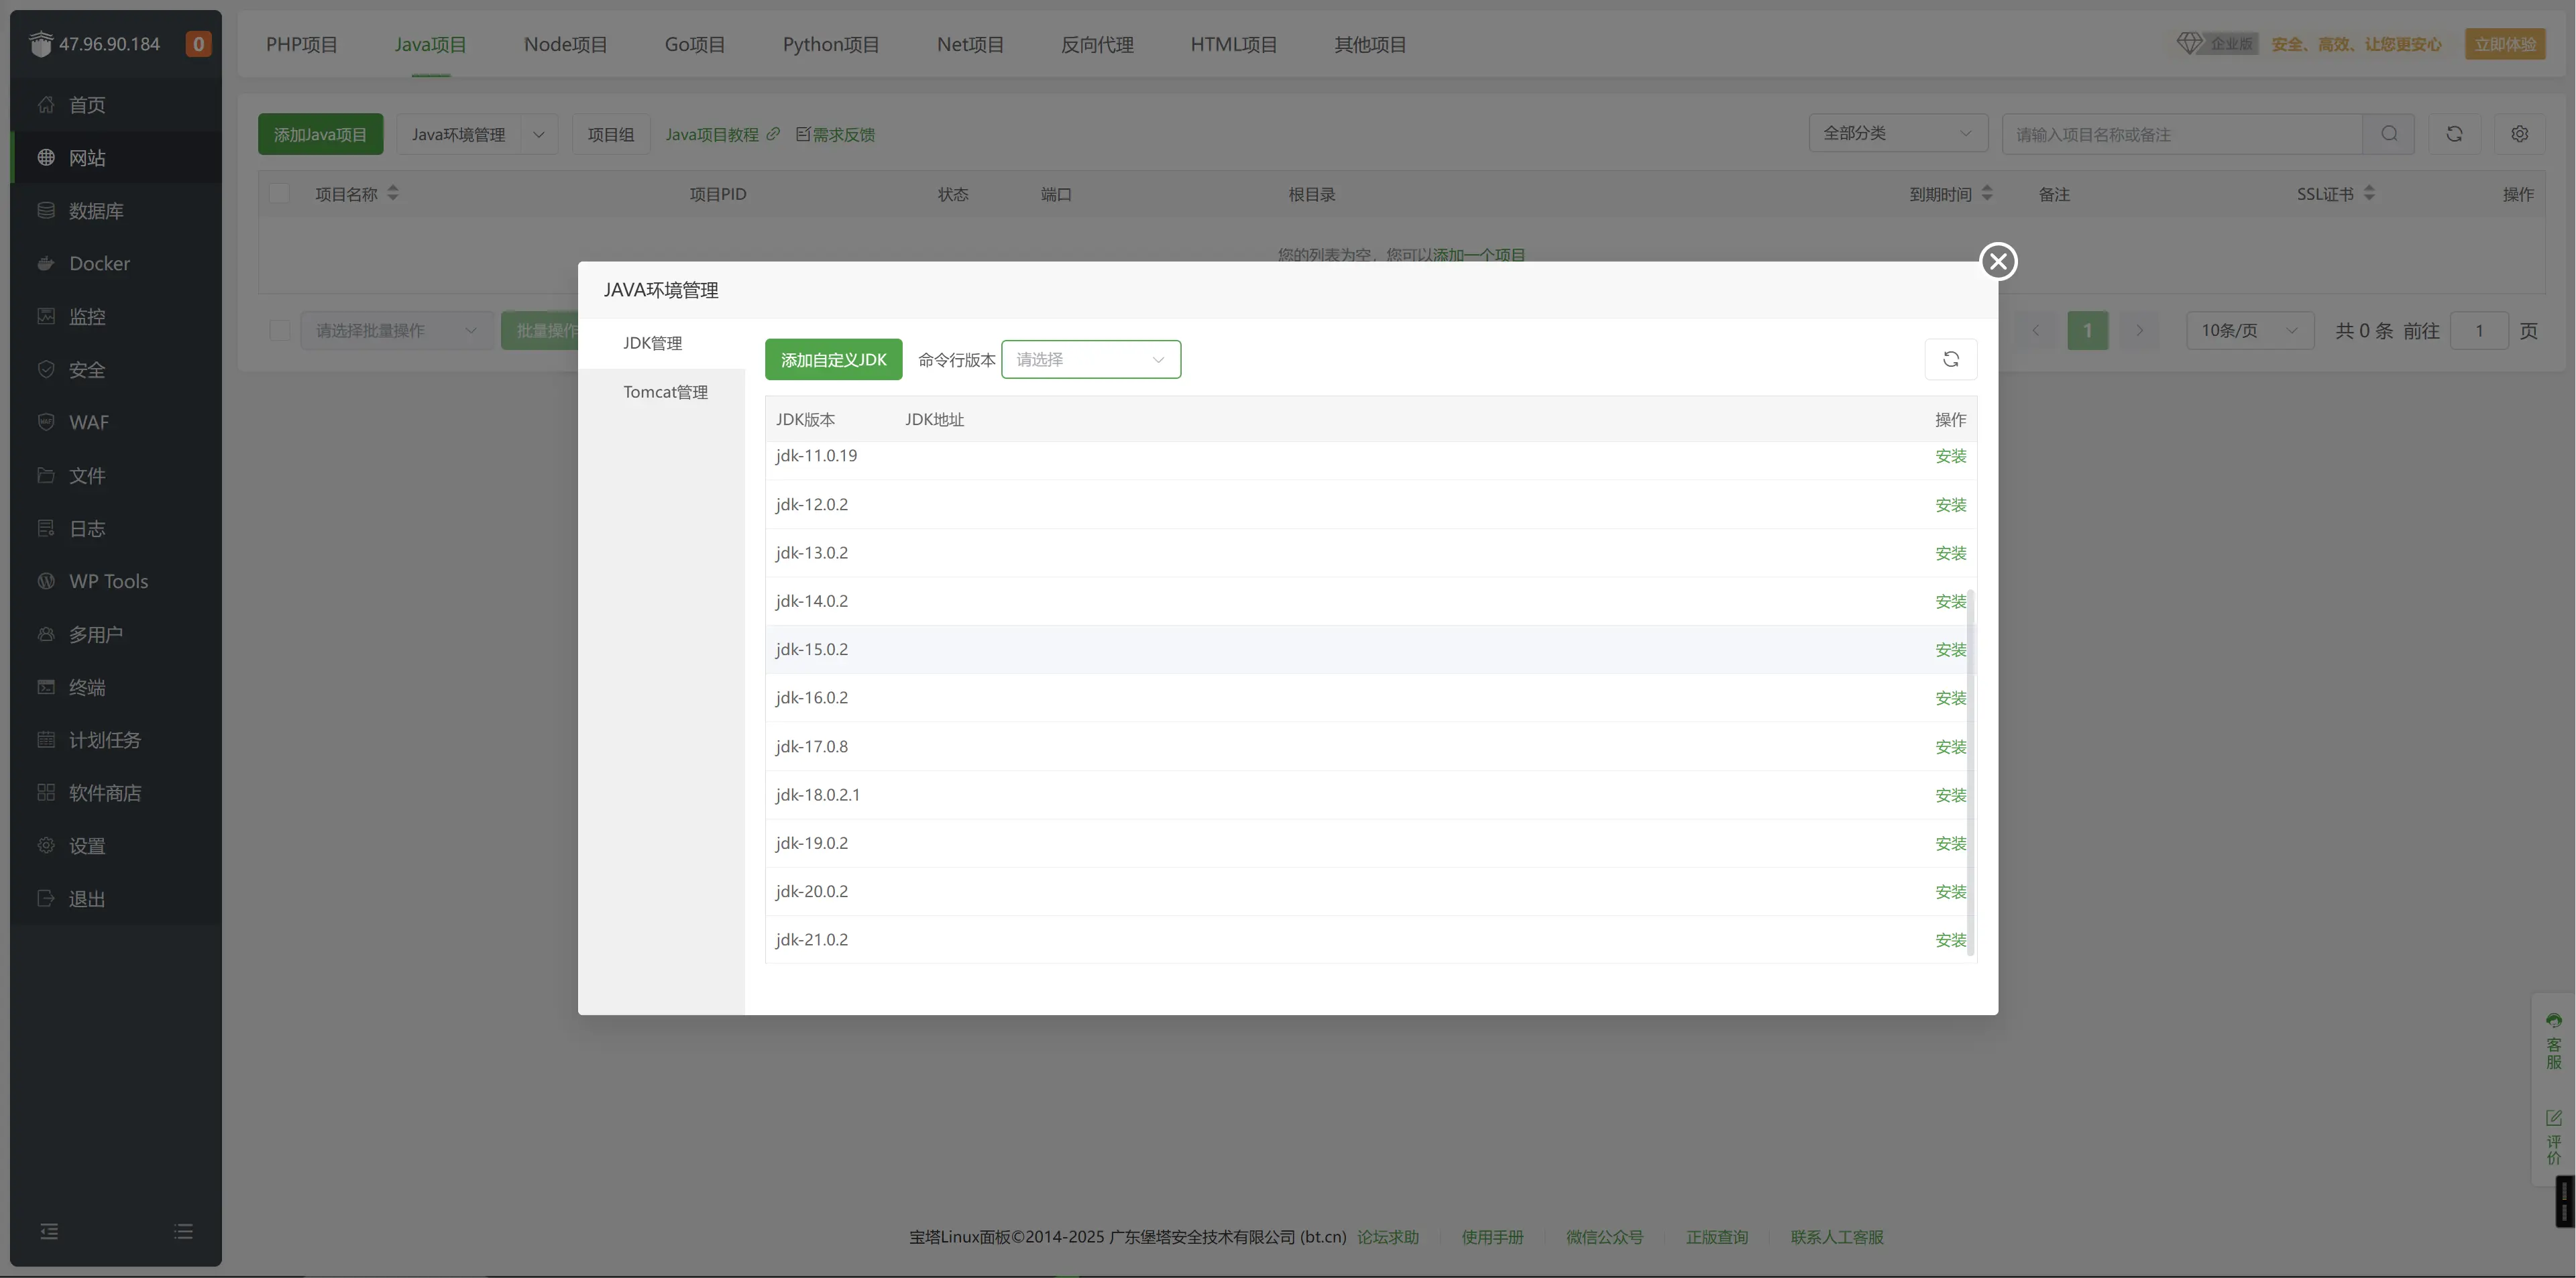 47.96.90.184 0
首页
网站
数据库
Docker
监控
安全
WAF
文件
日志
WP Tools
多用户
终端
计划任务
软件商店
设置
退出
PHP项目 Java项目 Node项目 Go项目 Python项目 Net项目 反向代理 HTML项目 其他项目
企业版 安全、高效、让您更安心 立即体验
添加Java项目 Java环境管理 项目组 Java项目教程 需求反馈 全部分类 请输入项目名称或备注
项目名称 项目PID 状态 端口 根目录 到期时间 备注 SSL证书 操作
您的列表为空，您可以添加一个项目
请选择批量操作 批量操作 1 10条/页 共 0 条 前往 1 页
JAVA环境管理
JDK管理
Tomcat管理
添加自定义JDK 命令行版本 请选择
JDK版本 JDK地址 操作
jdk-11.0.19 安装
jdk-12.0.2 安装
jdk-13.0.2 安装
jdk-14.0.2 安装
jdk-15.0.2 安装
jdk-16.0.2 安装
jdk-17.0.8 安装
jdk-18.0.2.1 安装
jdk-19.0.2 安装
jdk-20.0.2 安装
jdk-21.0.2 安装
客服
评价
宝塔Linux面板©2014-2025 广东堡塔安全技术有限公司 (bt.cn) 论坛求助 使用手册 微信公众号 正版查询 联系人工客服